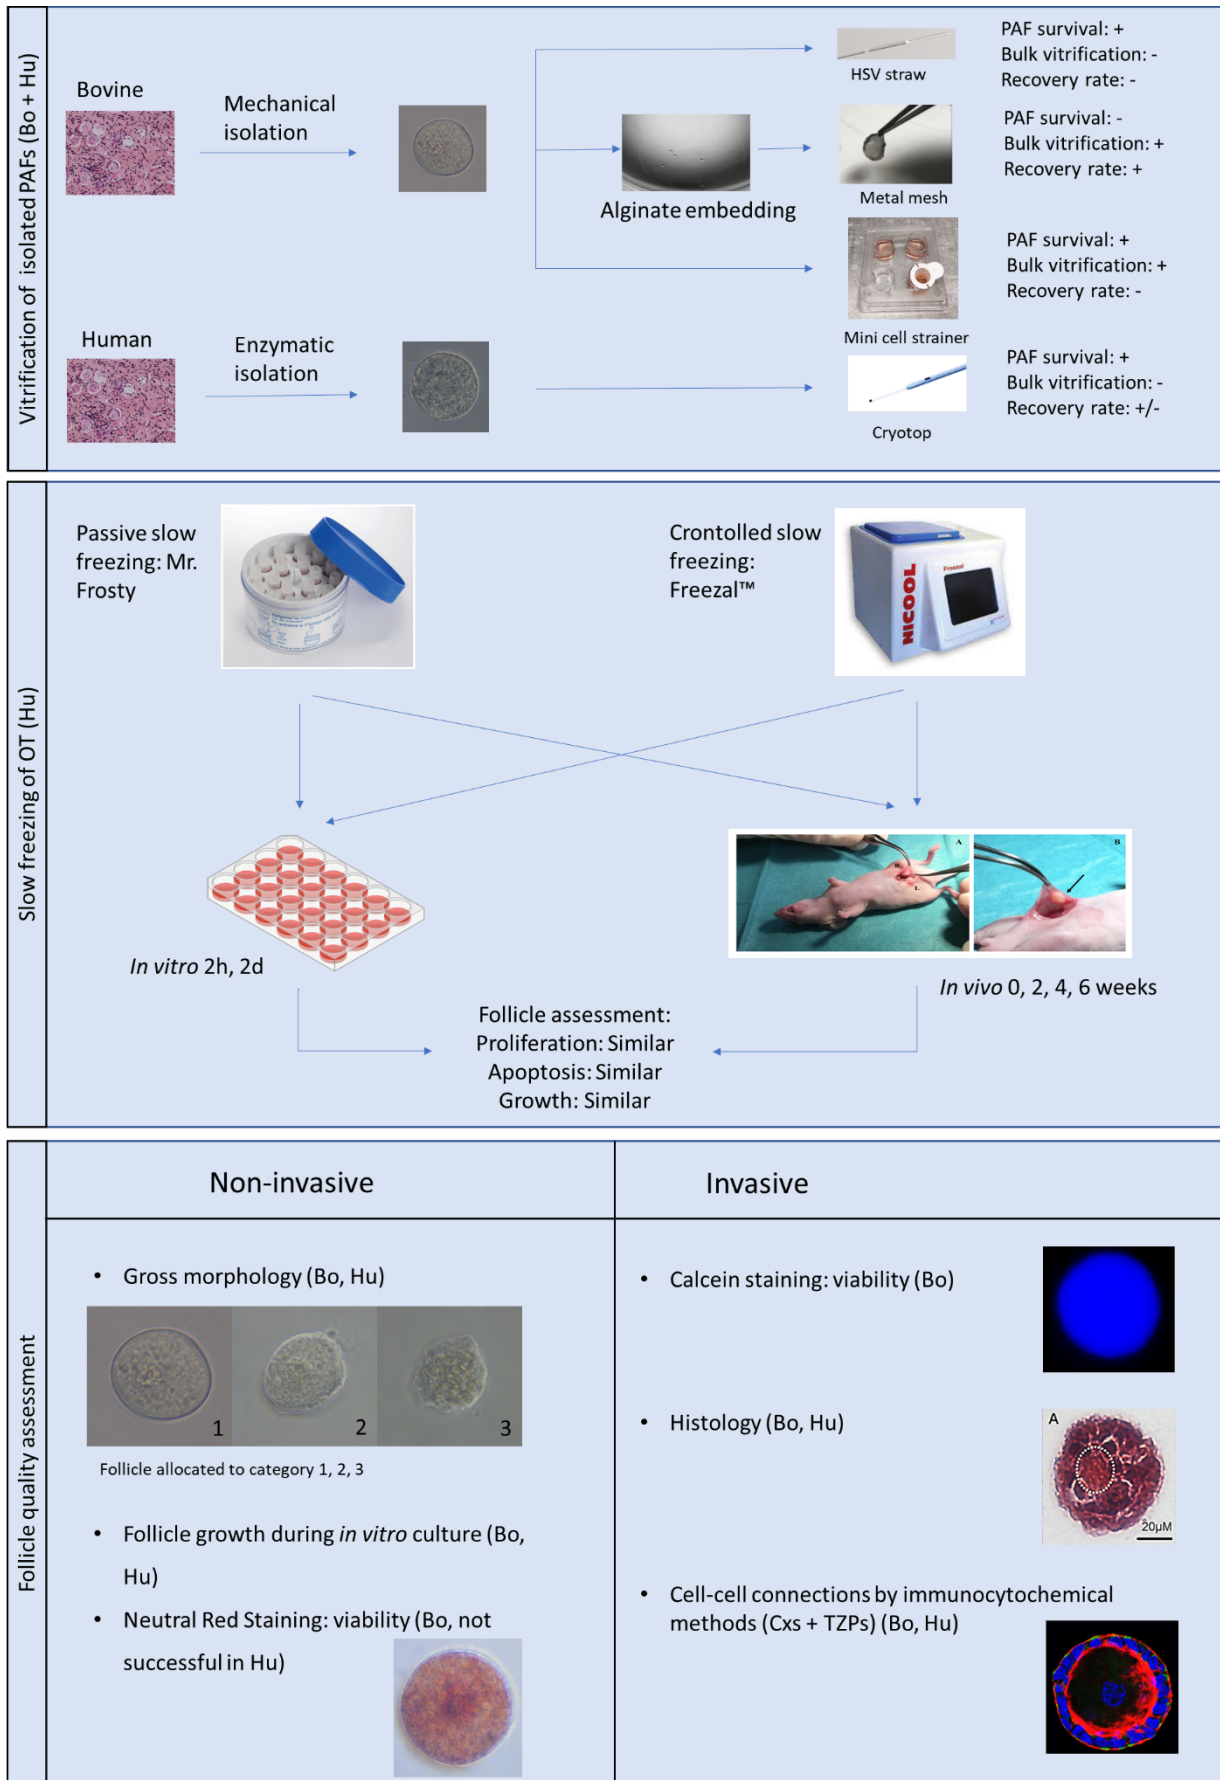 Vitrification of isolated PAFs (Bo + Hu)
Bovine
Mechanical
isolation
HSV straw
PAF survival: +
Bulk vitrification: -
Recovery rate: -
Alginate embedding
Metal mesh
PAF survival: -
Bulk vitrification: +
Recovery rate: +
Mini cell strainer
PAF survival: +
Bulk vitrification: +
Recovery rate: -
Human
Enzymatic
isolation
Cryotop
PAF survival: +
Bulk vitrification: -
Recovery rate: +/-
Slow freezing of OT (Hu)
Passive slow
freezing: Mr.
Frosty
Crontolled slow
freezing:
Freezal™
NICOOL
Freezal
In vitro 2h, 2d
A
B
L
In vivo 0, 2, 4, 6 weeks
Follicle assessment:
Proliferation: Similar
Apoptosis: Similar
Growth: Similar
Follicle quality assessment
Non-invasive
• Gross morphology (Bo, Hu)
1
2
3
Follicle allocated to category 1, 2, 3
• Follicle growth during in vitro culture (Bo,
Hu)
• Neutral Red Staining: viability (Bo, not
successful in Hu)
Invasive
• Calcein staining: viability (Bo)
• Histology (Bo, Hu)
A
20µM
• Cell-cell connections by immunocytochemical
methods (Cxs + TZPs) (Bo, Hu)